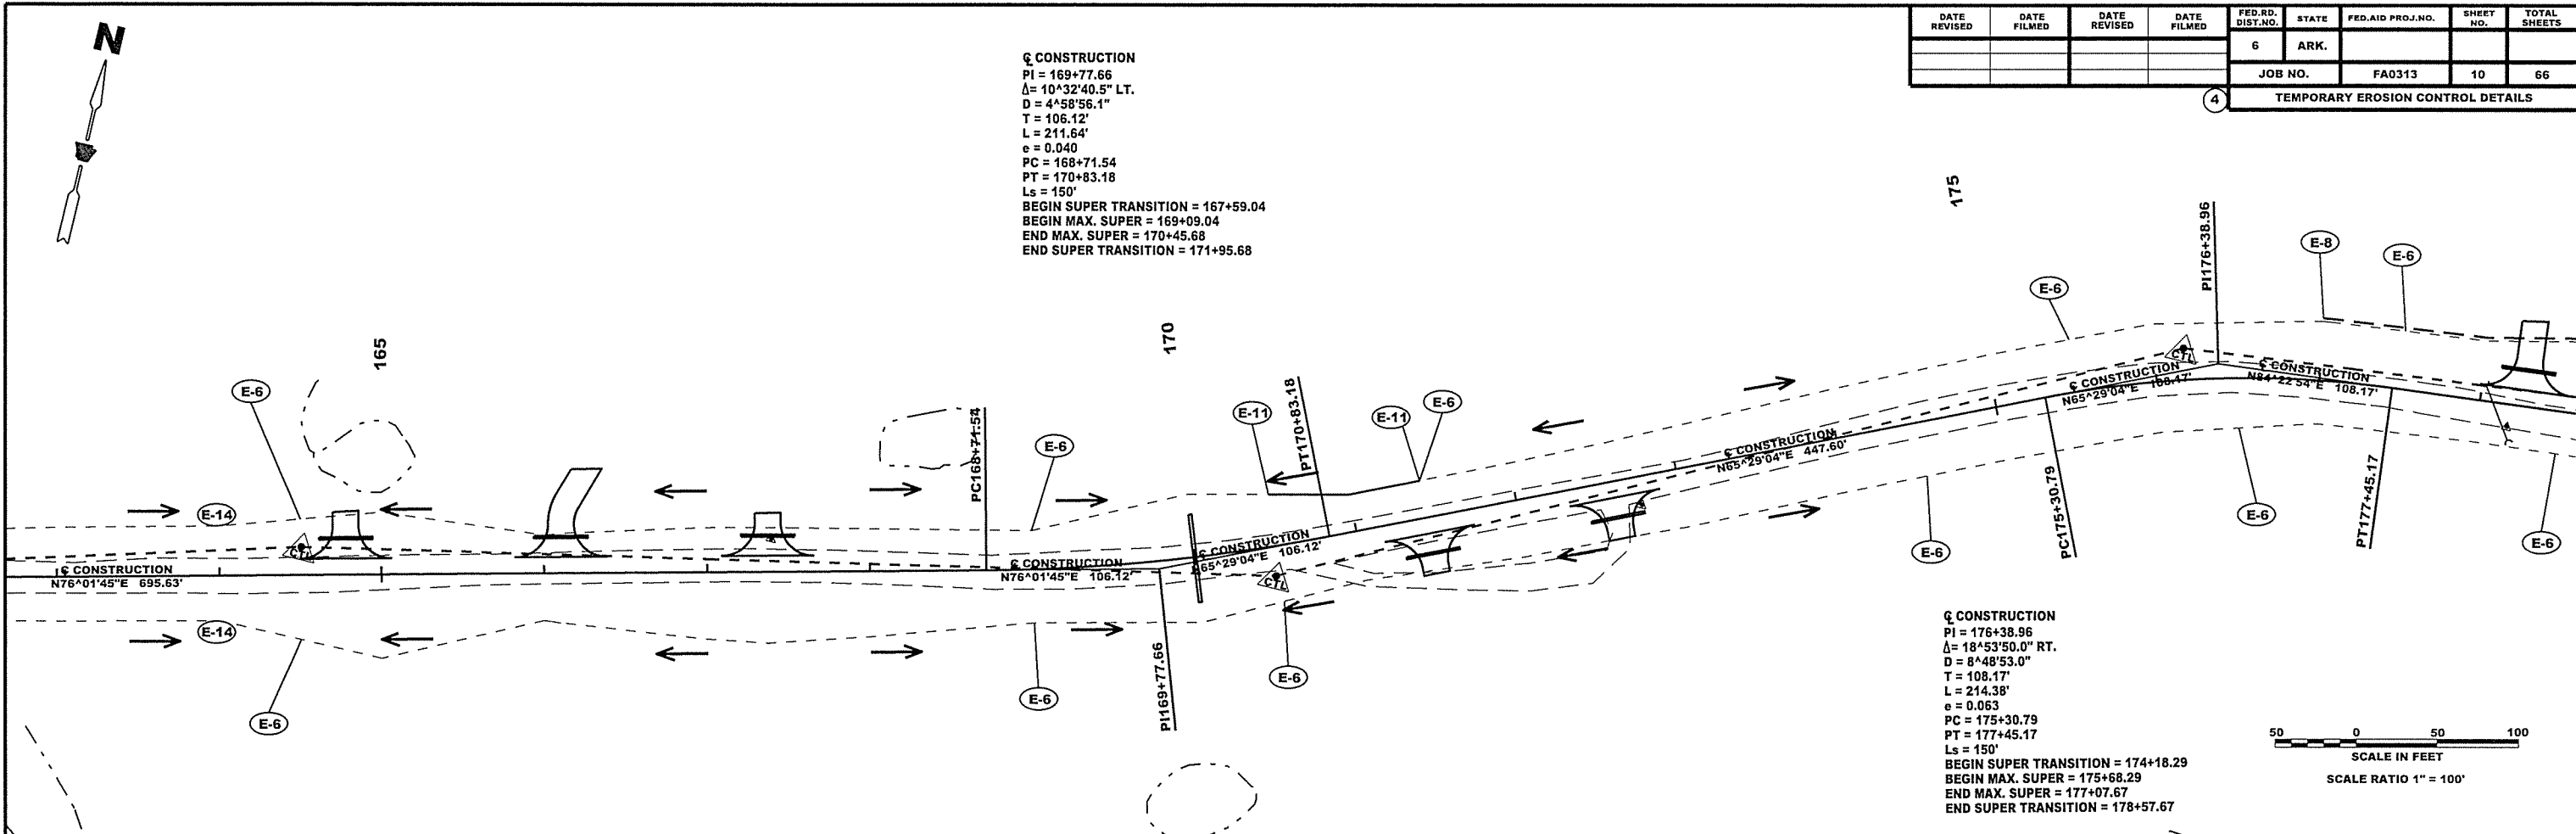 N
DATE REVISED DATE FILMED DATE REVISED DATE FILMED FED.RD. DIST.NO. STATE FED.AID PROJ.NO. SHEET NO. TOTAL SHEETS
6 ARK.
JOB NO. FA0313 10 66
4 TEMPORARY EROSION CONTROL DETAILS
℄ CONSTRUCTION
PI = 169+77.66
Δ= 10^32'40.5" LT.
D = 4^58'56.1"
T = 106.12'
L = 211.64'
e = 0.040
PC = 168+71.54
PT = 170+83.18
Ls = 150'
BEGIN SUPER TRANSITION = 167+59.04
BEGIN MAX. SUPER = 169+09.04
END MAX. SUPER = 170+45.68
END SUPER TRANSITION = 171+95.68
175
PI176+38.96
E-8
E-6
E-6
165
170
E-6
E-11
PT170+83.18
E-11
E-6
PC168+71.54
E-6
E-14
CTL
CTL
℄ CONSTRUCTION
N65^29'04"E 108.17'
℄ CONSTRUCTION
N84^22'54"E 108.17'
℄ CONSTRUCTION
N65^29'04"E 447.60'
℄ CONSTRUCTION
N76^01'45"E 695.63'
℄ CONSTRUCTION
N76^01'45"E 106.12'
℄ CONSTRUCTION
N65^29'04"E 106.12'
CTL
PC175+30.79
PT177+45.17
E-6
E-6
E-6
E-14
E-6
E-6
E-6
PI169+77.66
℄ CONSTRUCTION
PI = 176+38.96
Δ= 18^53'50.0" RT.
D = 8^48'53.0"
T = 108.17'
L = 214.38'
e = 0.063
PC = 175+30.79
PT = 177+45.17
Ls = 150'
BEGIN SUPER TRANSITION = 174+18.29
BEGIN MAX. SUPER = 175+68.29
END MAX. SUPER = 177+07.67
END SUPER TRANSITION = 178+57.67
50 0 50 100
SCALE IN FEET
SCALE RATIO 1" = 100'